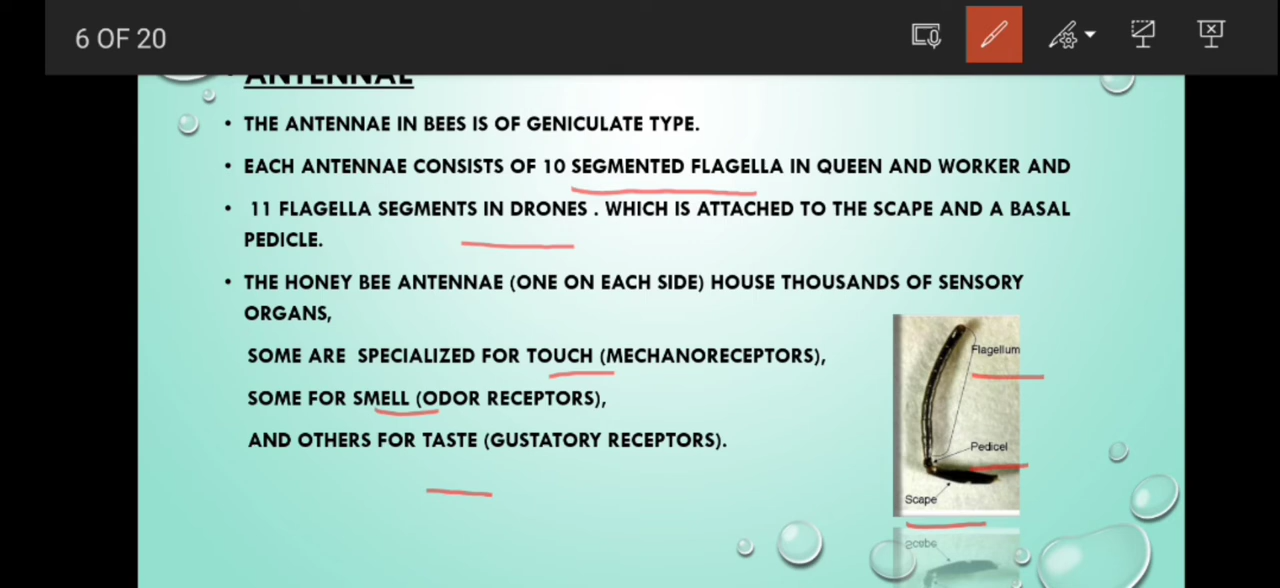 6 OF 20
ANTENNAE
• THE ANTENNAE IN BEES IS OF GENICULATE TYPE.
• EACH ANTENNAE CONSISTS OF 10 SEGMENTED FLAGELLA IN QUEEN AND WORKER AND
• 11 FLAGELLA SEGMENTS IN DRONES . WHICH IS ATTACHED TO THE SCAPE AND A BASAL
PEDICLE.
• THE HONEY BEE ANTENNAE (ONE ON EACH SIDE) HOUSE THOUSANDS OF SENSORY
ORGANS,
SOME ARE SPECIALIZED FOR TOUCH (MECHANORECEPTORS),
SOME FOR SMELL (ODOR RECEPTORS),
AND OTHERS FOR TASTE (GUSTATORY RECEPTORS).
Flagellum
Pedicel
Scape